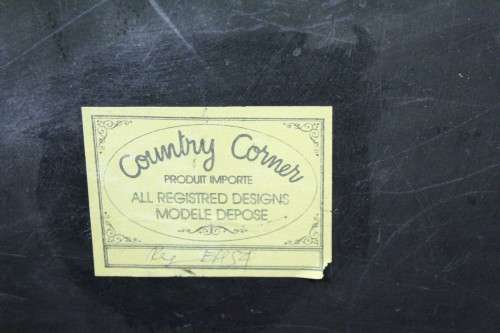 Country Corner
PRODUIT IMPORTE
ALL REGISTRED DESIGNS
MODELE DEPOSE